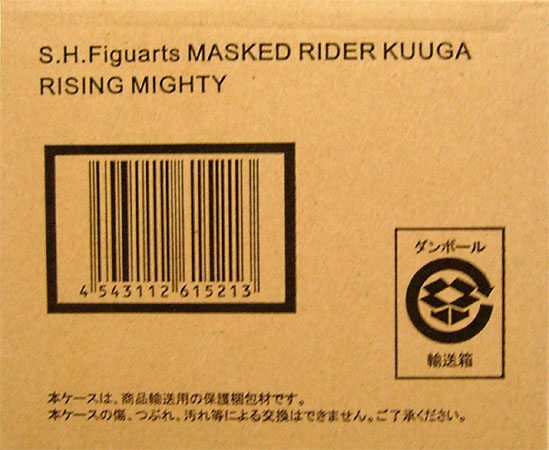 S.H.Figuarts MASKED RIDER KUUGA
RISING MIGHTY
4 543112 615213
ダンボール
輸送箱
本ケースは、商品輸送用の保護梱包材です。
本ケースの傷、つぶれ、汚れ等による交換はできません。ご了承ください。